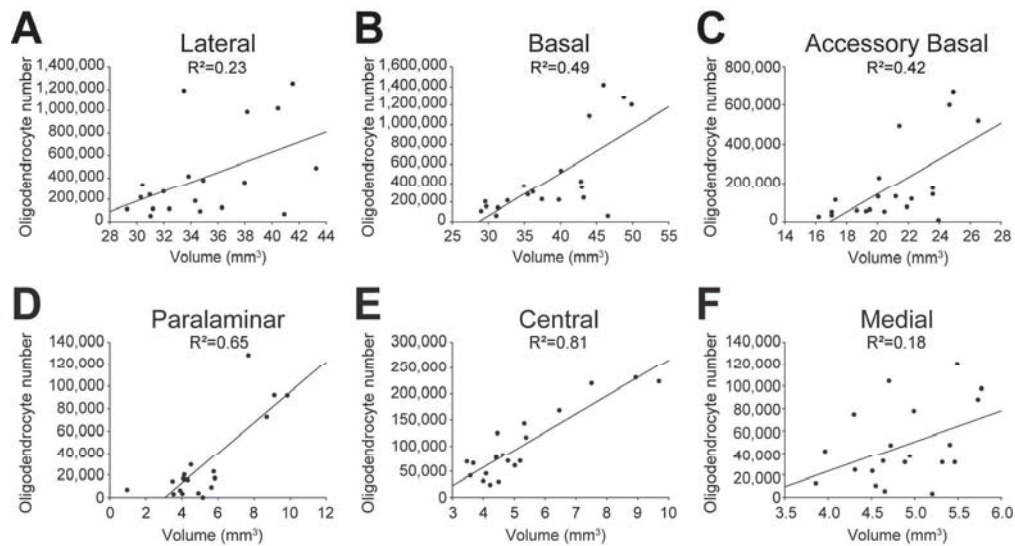 A
Lateral
R²=0.23
Oligodendrocyte number
1,400,000
1,200,000
1,000,000
800,000
600,000
400,000
200,000
0
28 30 32 34 36 38 40 42 44
Volume (mm³)
B
Basal
R²=0.49
Oligodendrocyte number
1,600,000
1,400,000
1,200,000
1,000,000
800,000
600,000
400,000
200,000
0
25 30 35 40 45 50 55
Volume (mm³)
C
Accessory Basal
R²=0.42
Oligodendrocyte number
800,000
600,000
400,000
200,000
0
14 16 18 20 22 24 26 28
Volume (mm³)
D
Paralaminar
R²=0.65
Oligodendrocyte number
140,000
120,000
100,000
80,000
60,000
40,000
20,000
0
0 2 4 6 8 10 12
Volume (mm³)
E
Central
R²=0.81
Oligodendrocyte number
300,000
250,000
200,000
150,000
100,000
50,000
0
3 4 5 6 7 8 9 10
Volume (mm³)
F
Medial
R²=0.18
Oligodendrocyte number
140,000
120,000
100,000
80,000
60,000
40,000
20,000
0
3.5 4.0 4.5 5.0 5.5 6.0
Volume (mm³)